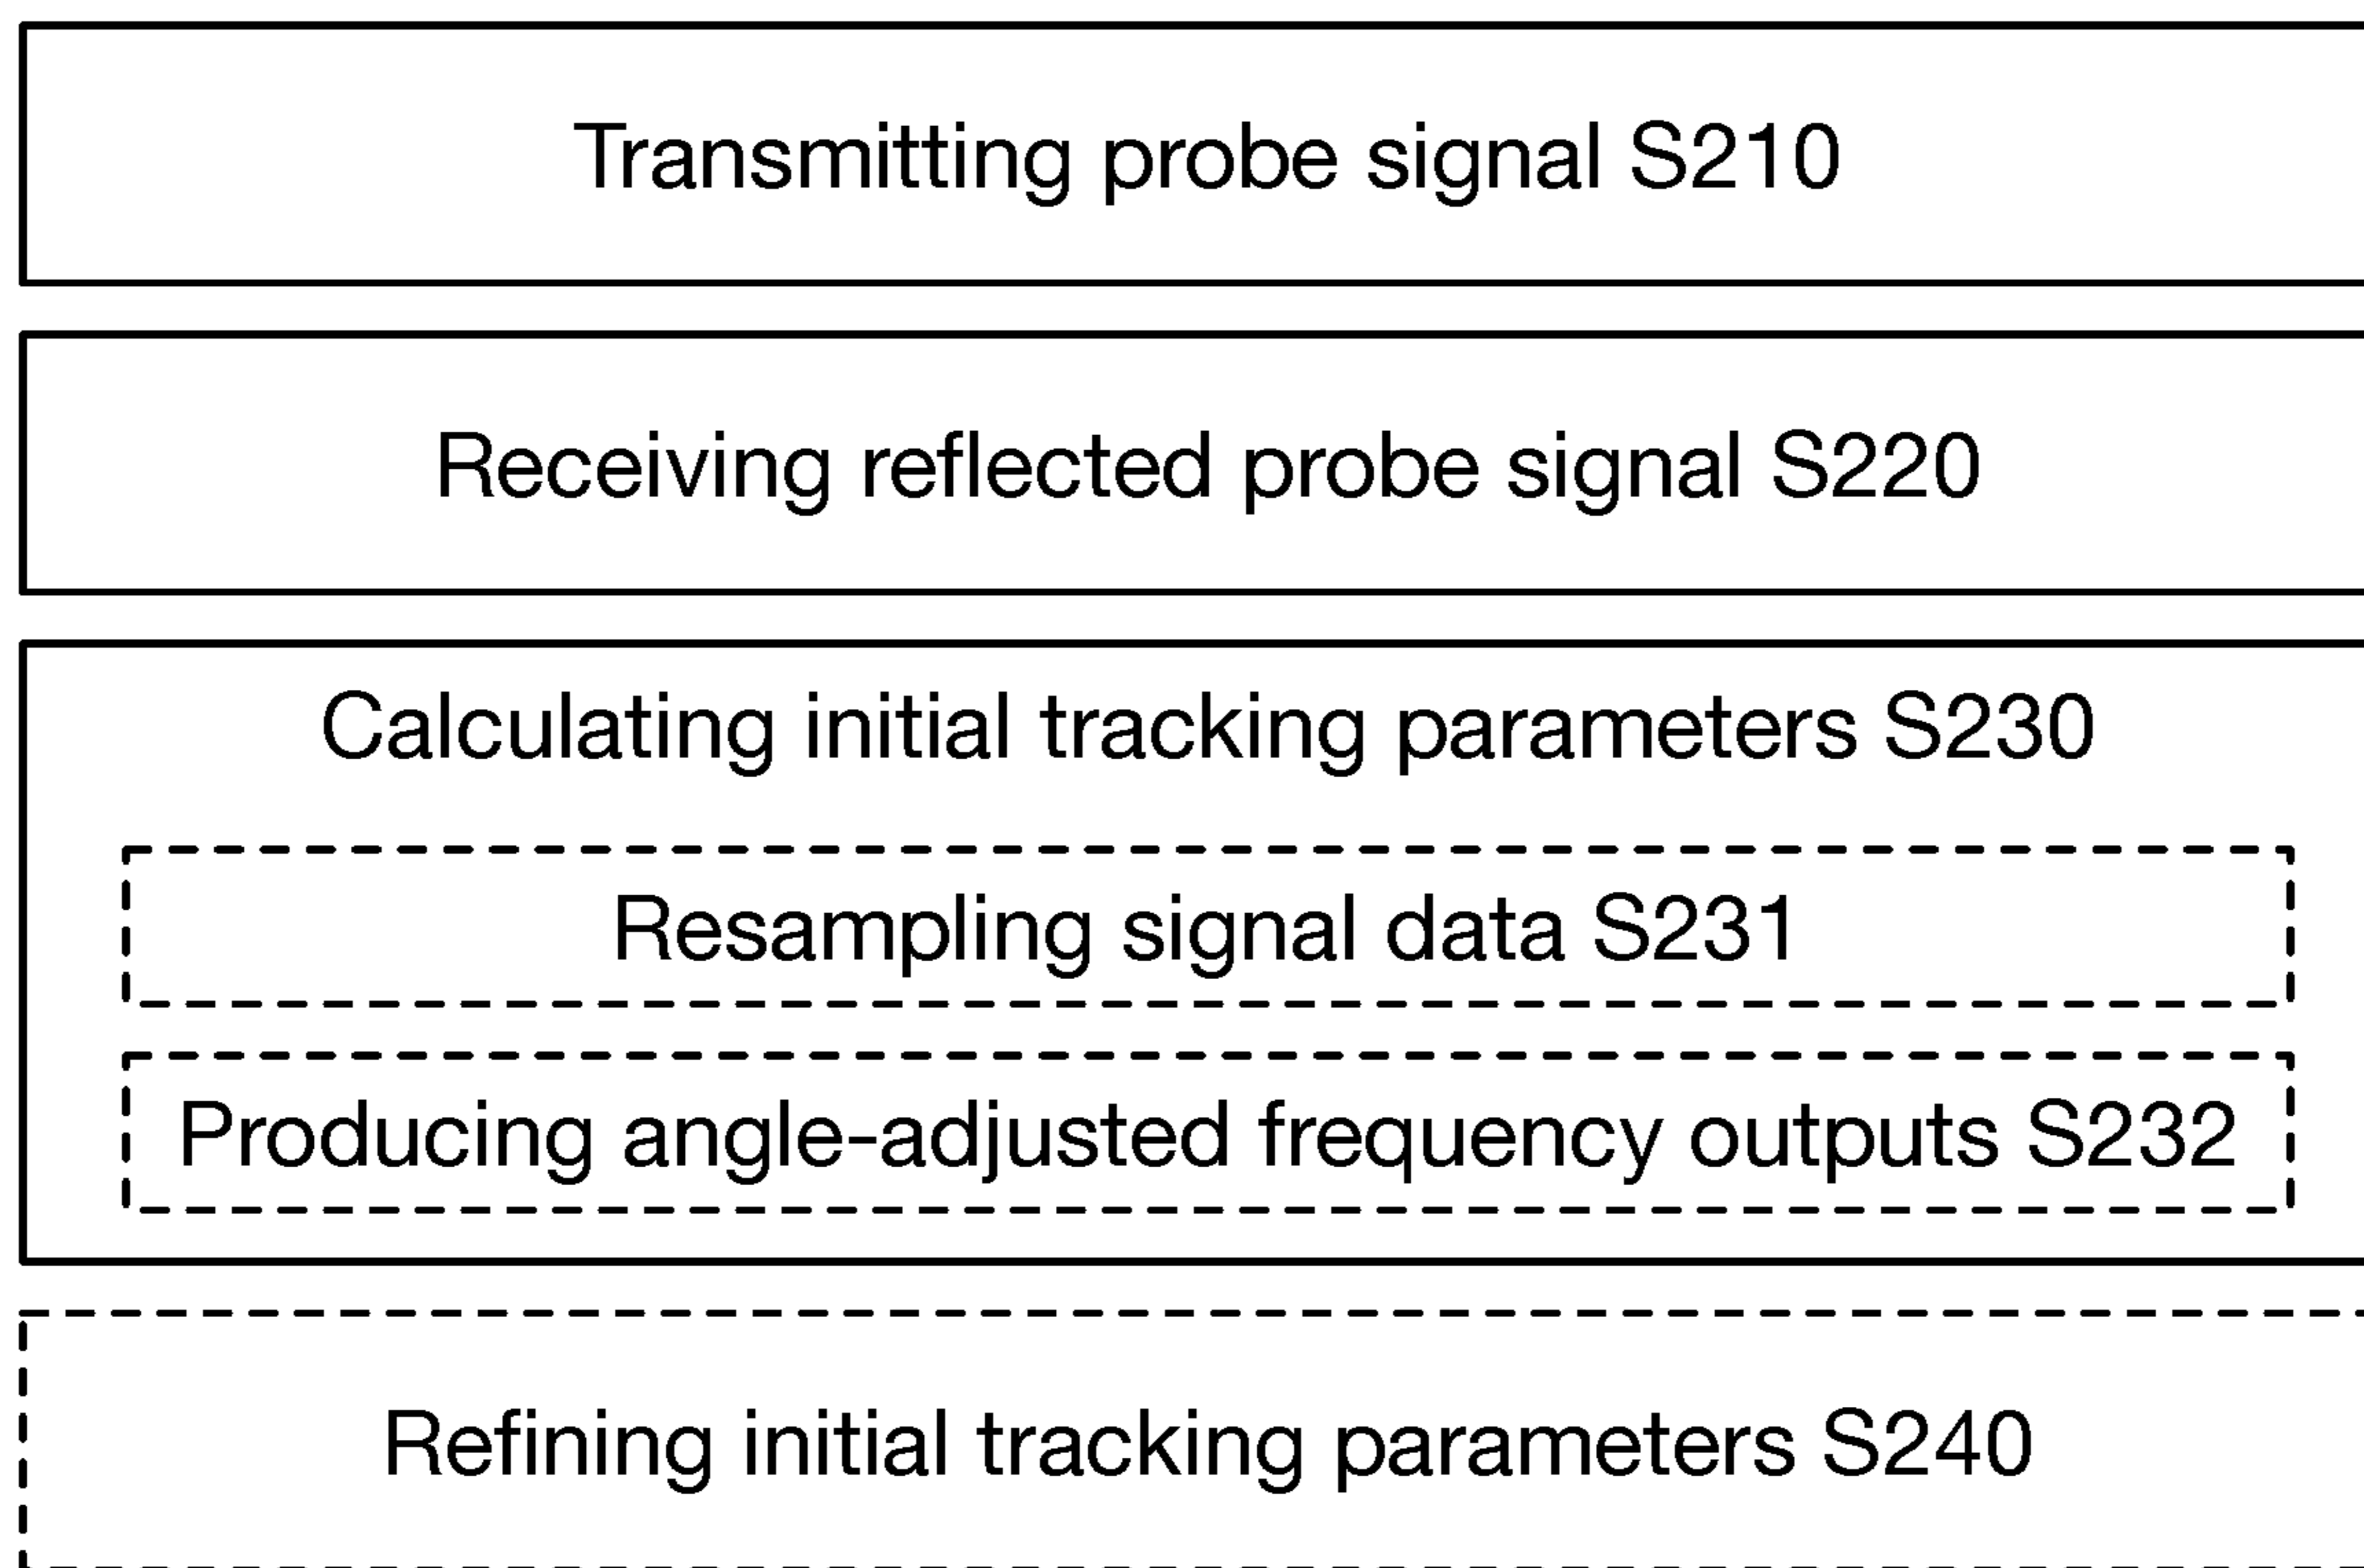 Transmitting probe signal S210
Receiving reflected probe signal S220
Calculating initial tracking parameters S230
Resampling signal data S231
Producing angle-adjusted frequency outputs S232
Refining initial tracking parameters S240